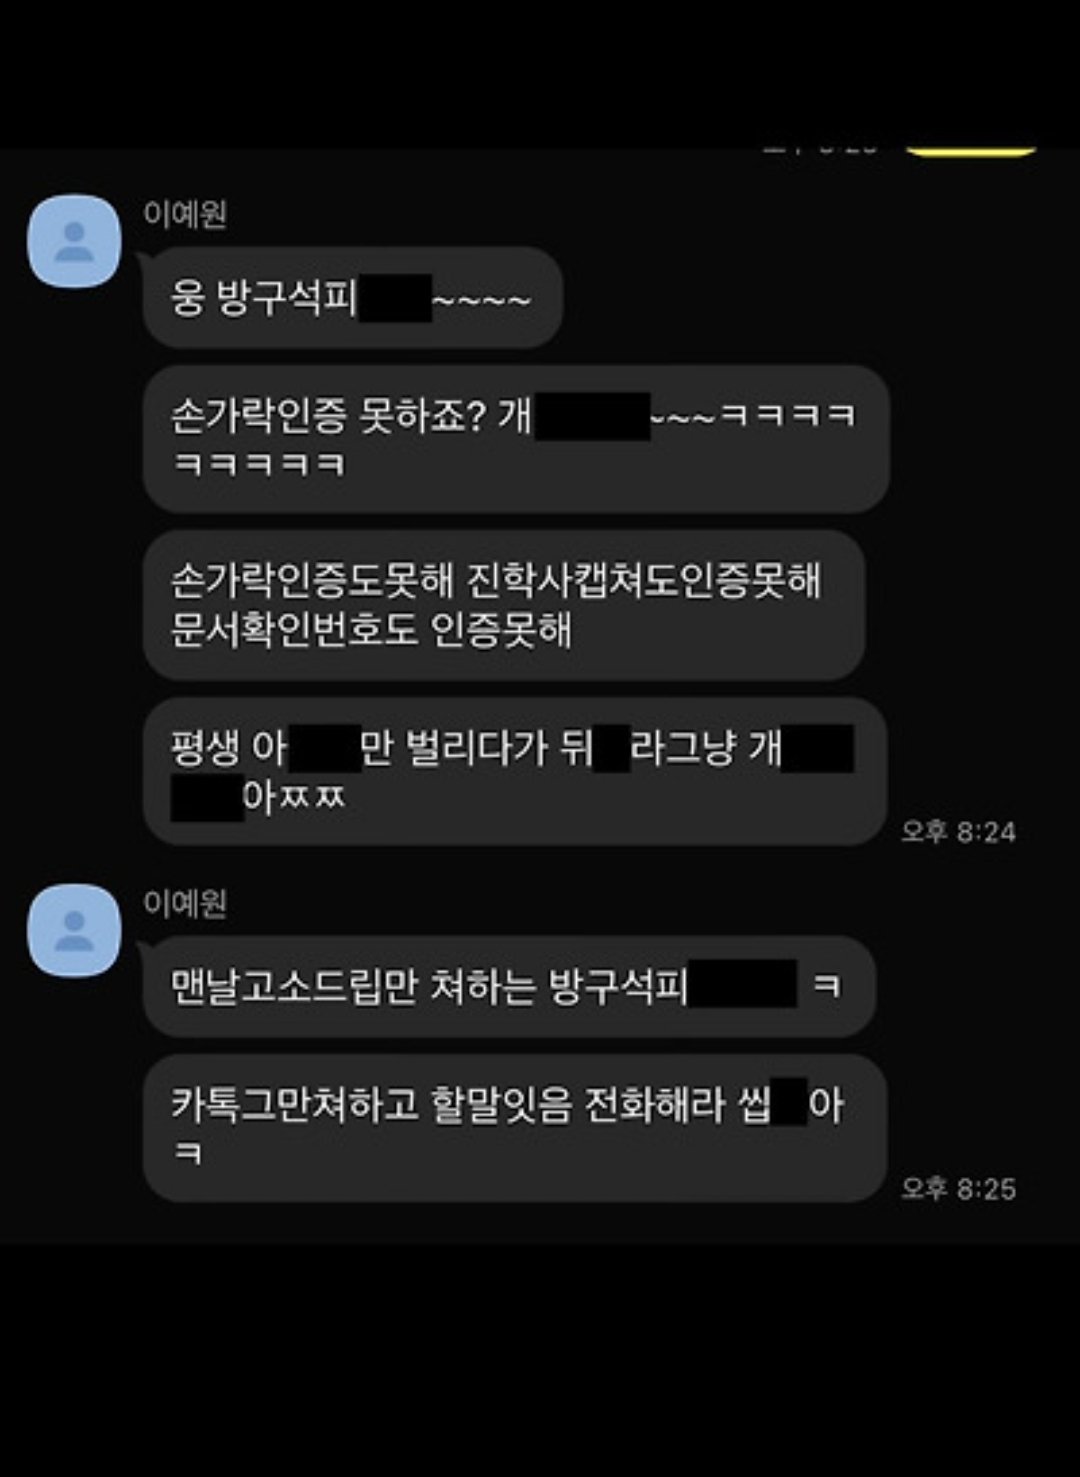 이예원
웅 방구석피~~~~
손가락인증 못하죠? 개~~~ㅋㅋㅋㅋ
ㅋㅋㅋㅋㅋ
손가락인증도못해 진학사캡쳐도인증못해
문서확인번호도 인증못해
평생 아만 벌리다가 뒤라그냥 개
아ㅉㅉ
오후 8:24
이예원
맨날고소드립만 쳐하는 방구석피 ㅋ
카톡그만쳐하고 할말잇음 전화해라 씹아
ㅋ
오후 8:25